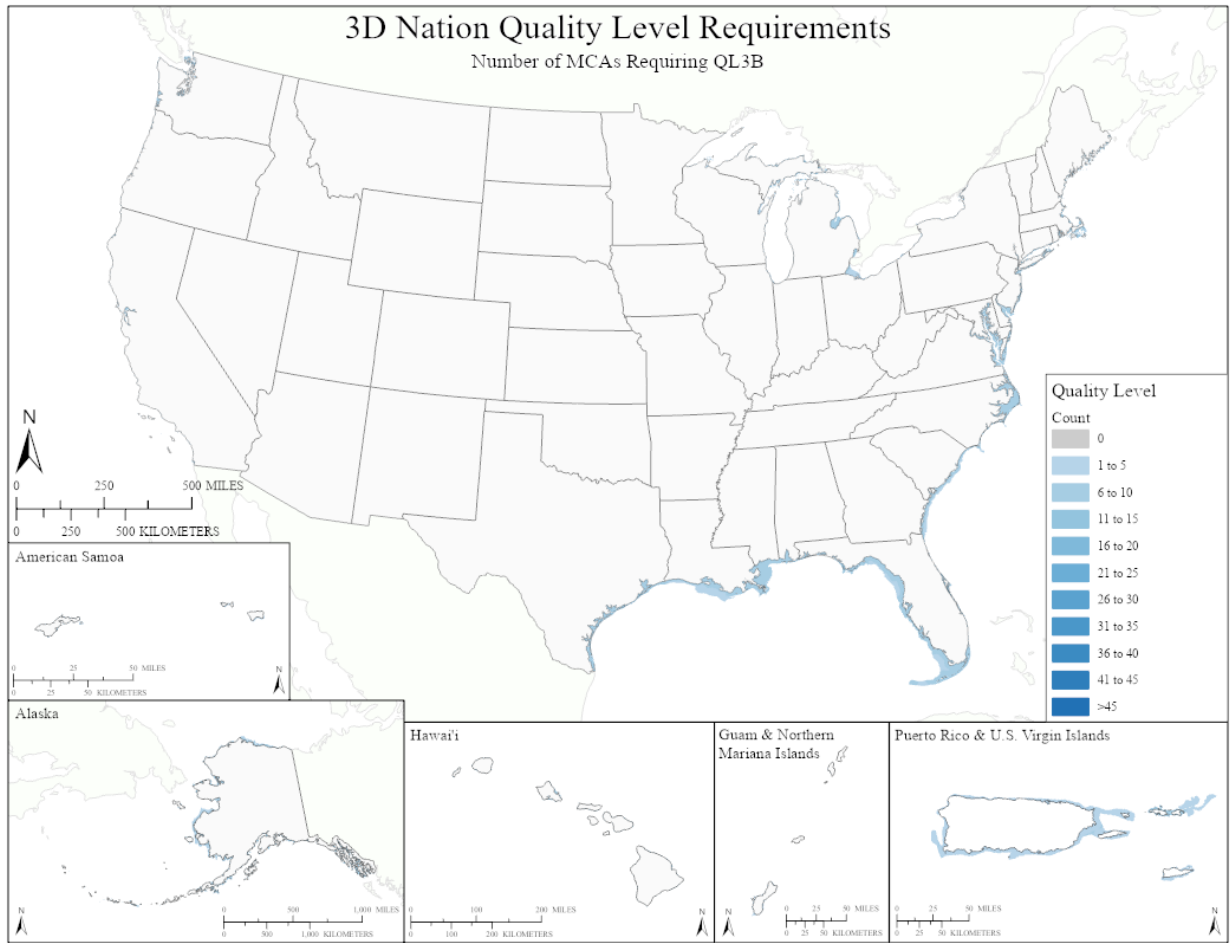 3D Nation Quality Level Requirements
Number of MCAs Requiring QL3B
N
0 250 500 MILES
0 250 500 KILOMETERS
Quality Level
Count
0
1 to 5
6 to 10
11 to 15
16 to 20
21 to 25
26 to 30
31 to 35
36 to 40
41 to 45
>45
American Samoa
0 25 50 MILES
0 25 50 KILOMETERS
N
Alaska
N
0 500 1,000 MILES
0 500 1,000 KILOMETERS
Hawai'i
0 100 200 MILES
0 100 200 KILOMETERS
N
Guam & Northern
Mariana Islands
0 25 50 MILES
0 25 50 KILOMETERS
N
Puerto Rico & U.S. Virgin Islands
0 25 50 MILES
0 25 50 KILOMETERS
N